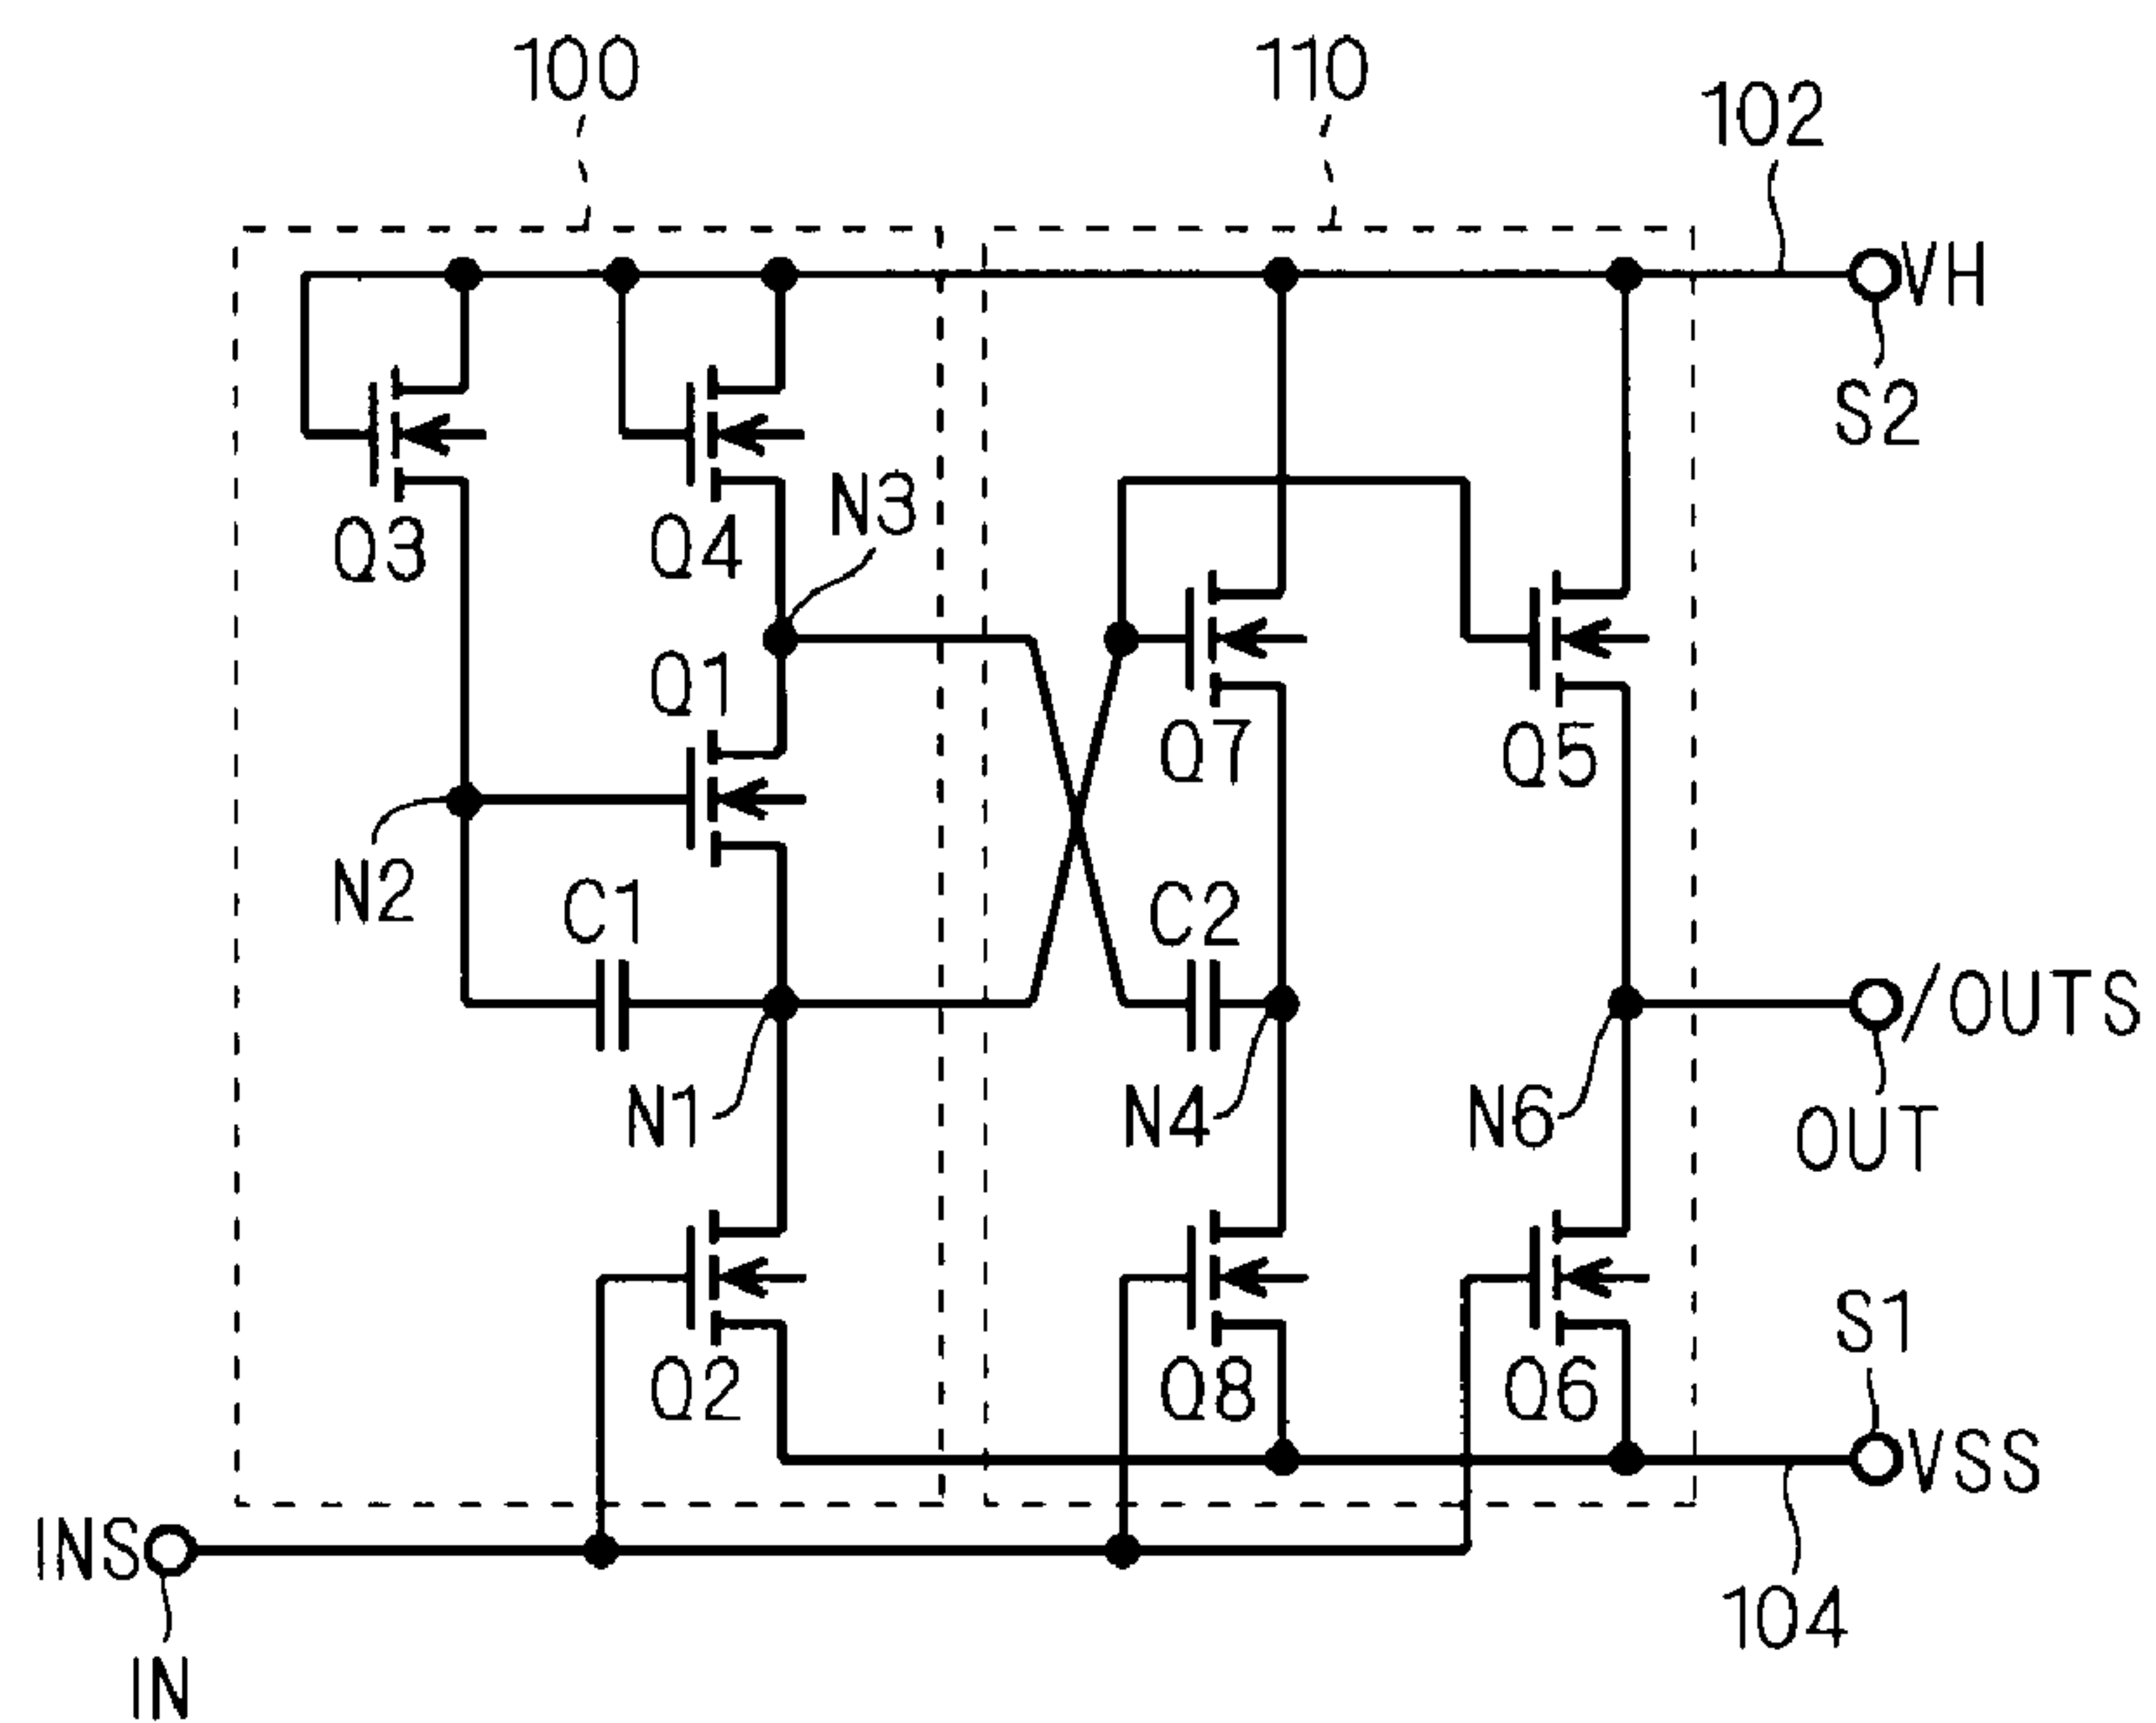 100
110
102
VH
S2
Q3
Q4
N3
Q1
Q7
Q5
N2
C1
C2
/OUTS
N1
N4
N6
OUT
S1
Q2
Q8
Q6
VSS
INS
104
IN